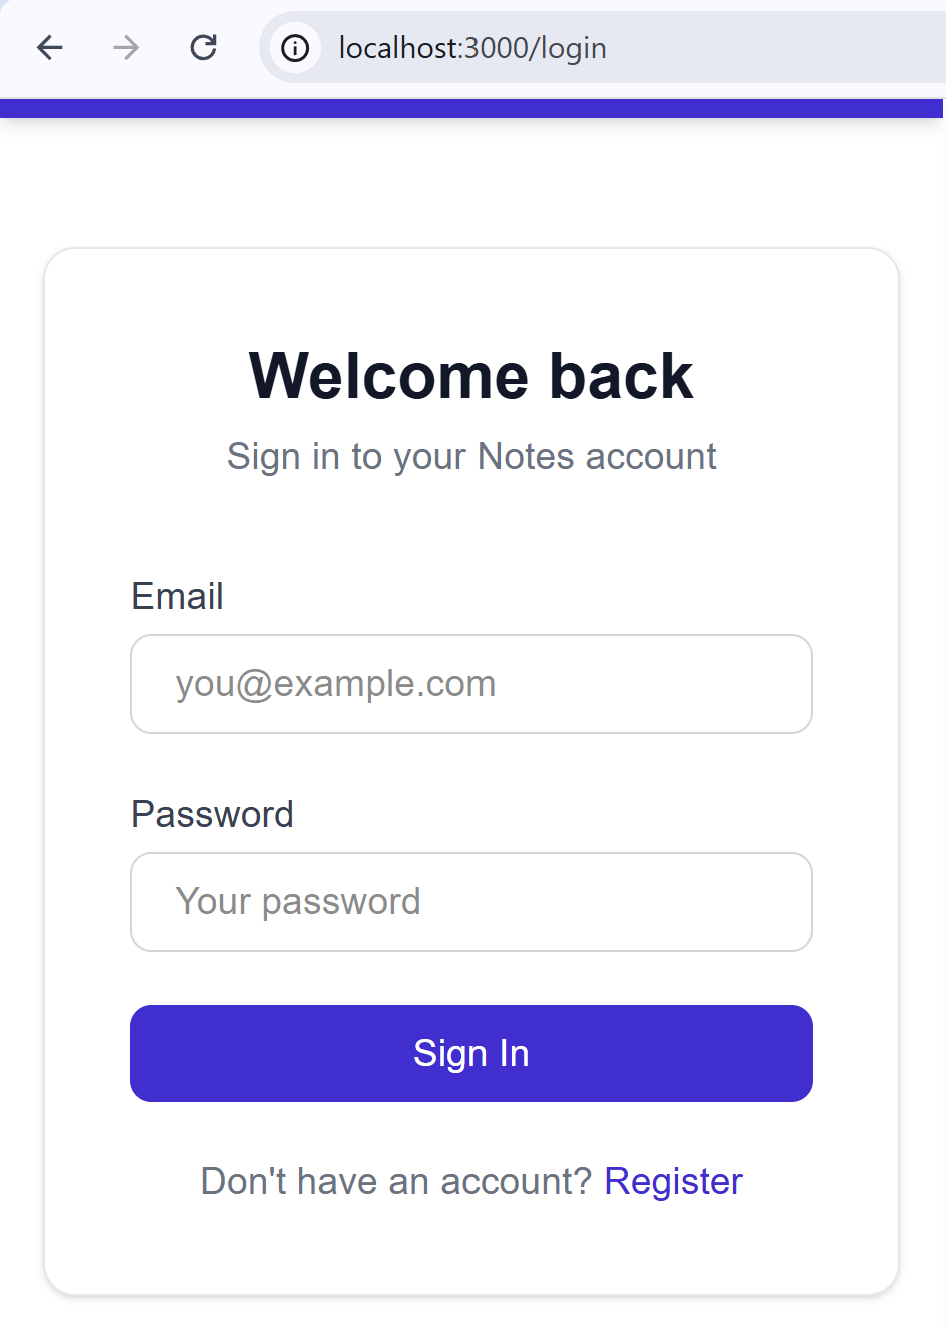 localhost:3000/login
Welcome back
Sign in to your Notes account
Email
you@example.com
Password
Your password
Sign In
Don't have an account? Register